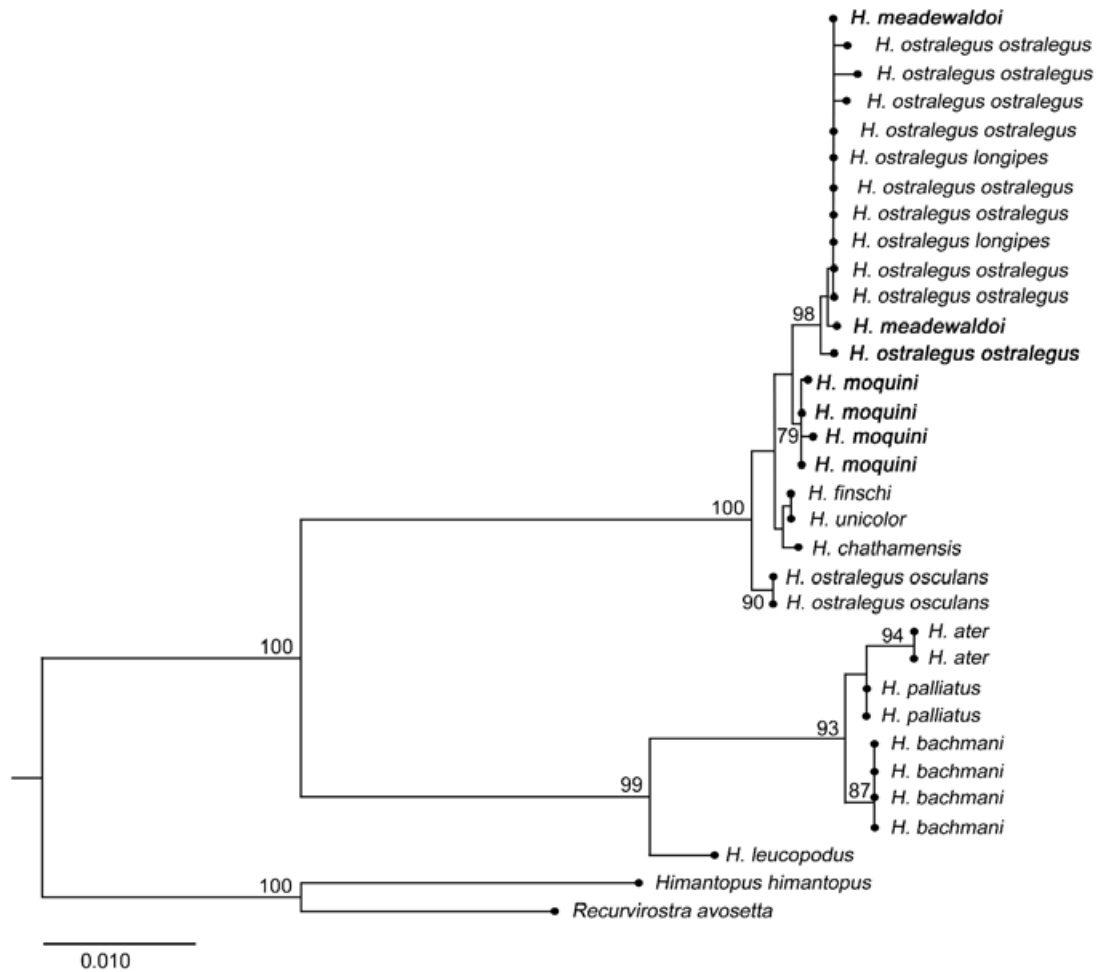 H. meadewaldoi
H. ostralegus ostralegus
H. ostralegus ostralegus
H. ostralegus ostralegus
H. ostralegus ostralegus
H. ostralegus longipes
H. ostralegus ostralegus
H. ostralegus ostralegus
H. ostralegus longipes
H. ostralegus ostralegus
H. ostralegus ostralegus
98
H. meadewaldoi
H. ostralegus ostralegus
H. moquini
H. moquini
79
H. moquini
H. moquini
H. finschi
100
H. unicolor
H. chathamensis
H. ostralegus osculans
90
H. ostralegus osculans
H. ater
94
100
H. ater
H. palliatus
H. palliatus
93
H. bachmani
H. bachmani
99
87
H. bachmani
H. bachmani
H. leucopodus
100
Himantopus himantopus
Recurvirostra avosetta
0.010